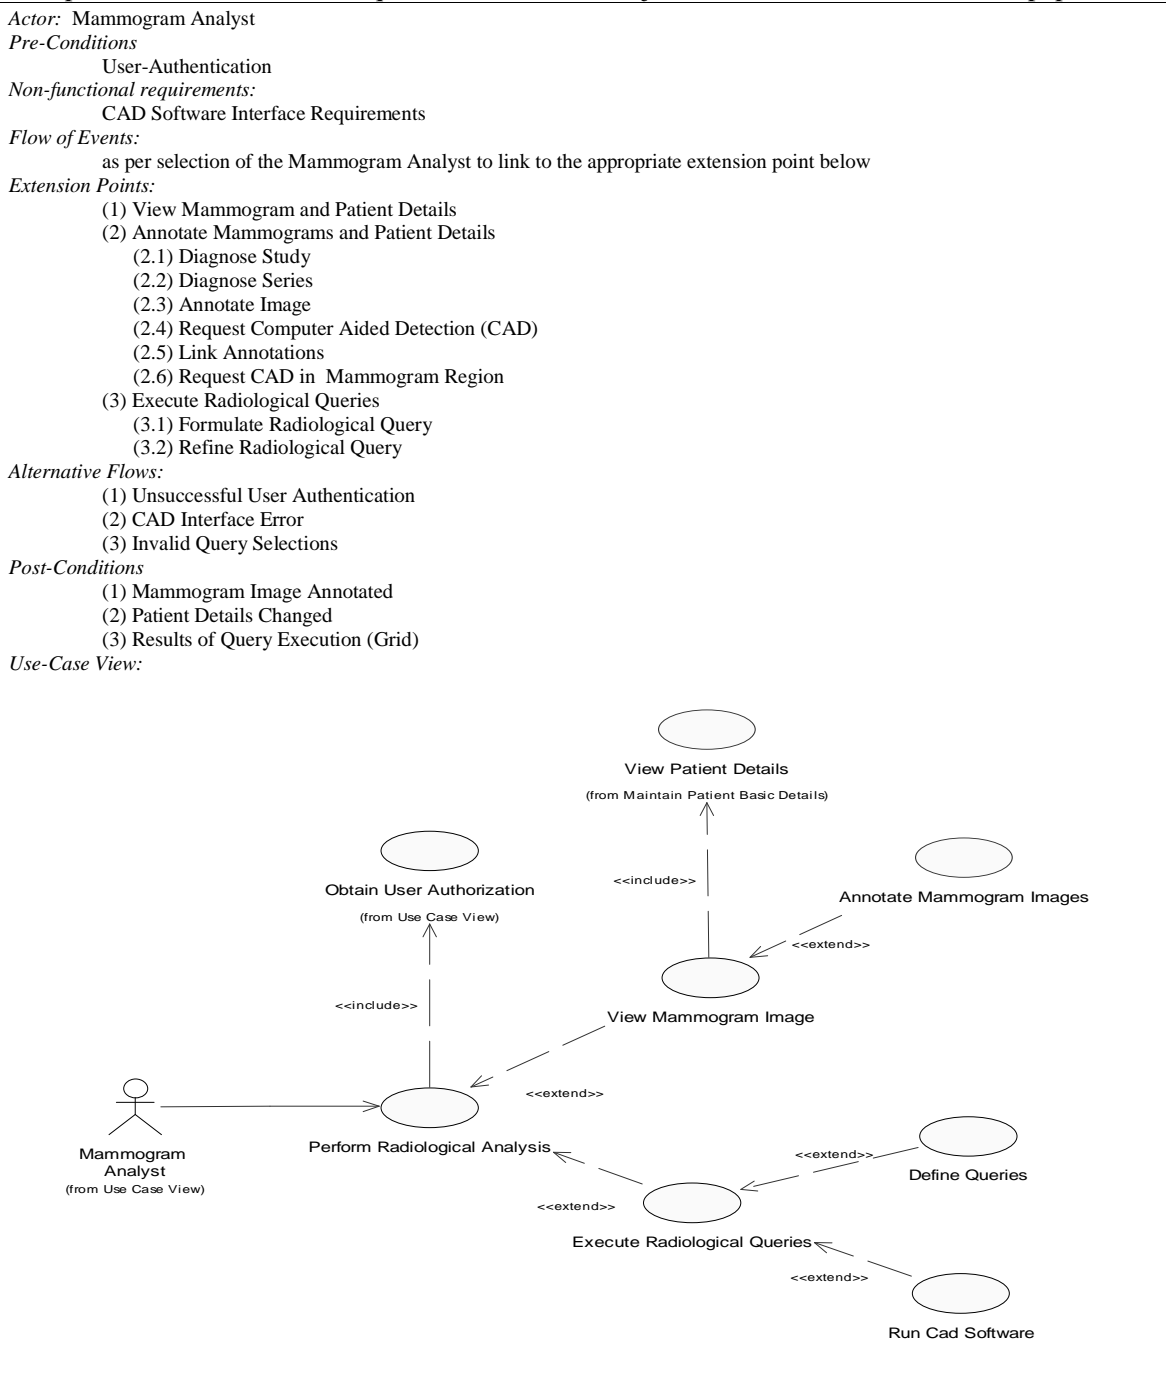 Actor: Mammogram Analyst
Pre-Conditions
User-Authentication
Non-functional requirements:
CAD Software Interface Requirements
Flow of Events:
as per selection of the Mammogram Analyst to link to the appropriate extension point below
Extension Points:
(1) View Mammogram and Patient Details
(2) Annotate Mammograms and Patient Details
(2.1) Diagnose Study
(2.2) Diagnose Series
(2.3) Annotate Image
(2.4) Request Computer Aided Detection (CAD)
(2.5) Link Annotations
(2.6) Request CAD in Mammogram Region
(3) Execute Radiological Queries
(3.1) Formulate Radiological Query
(3.2) Refine Radiological Query
Alternative Flows:
(1) Unsuccessful User Authentication
(2) CAD Interface Error
(3) Invalid Query Selections
Post-Conditions
(1) Mammogram Image Annotated
(2) Patient Details Changed
(3) Results of Query Execution (Grid)
Use-Case View:
View Patient Details
(from Maintain Patient Basic Details)
Obtain User Authorization
(from Use Case View)
<<include>>
Annotate Mammogram Images
<<extend>>
<<include>>
View Mammogram Image
<<extend>>
Mammogram
Analyst
(from Use Case View)
Perform Radiological Analysis
<<extend>>
Define Queries
<<extend>>
Execute Radiological Queries
<<extend>>
Run Cad Software